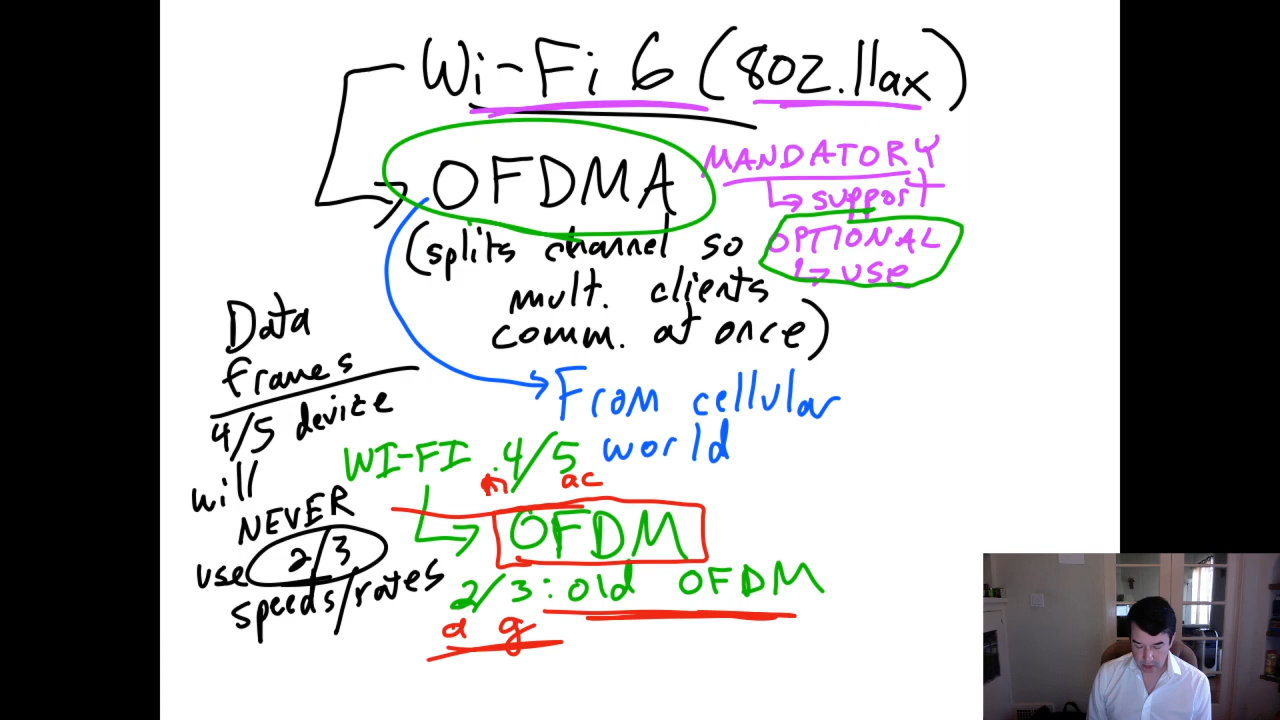 Wi-Fi 6 (802.11ax)
OFDMA
MANDATORY
↳ support
OPTIONAL
↳ use
(splits channel so
mult. clients
comm. at once)
From cellular
world
Data
frames
4/5 device
will
NEVER
use 2/3
speeds/rates
WI-FI 4/5
n ac
OFDM
2/3: old OFDM
a g